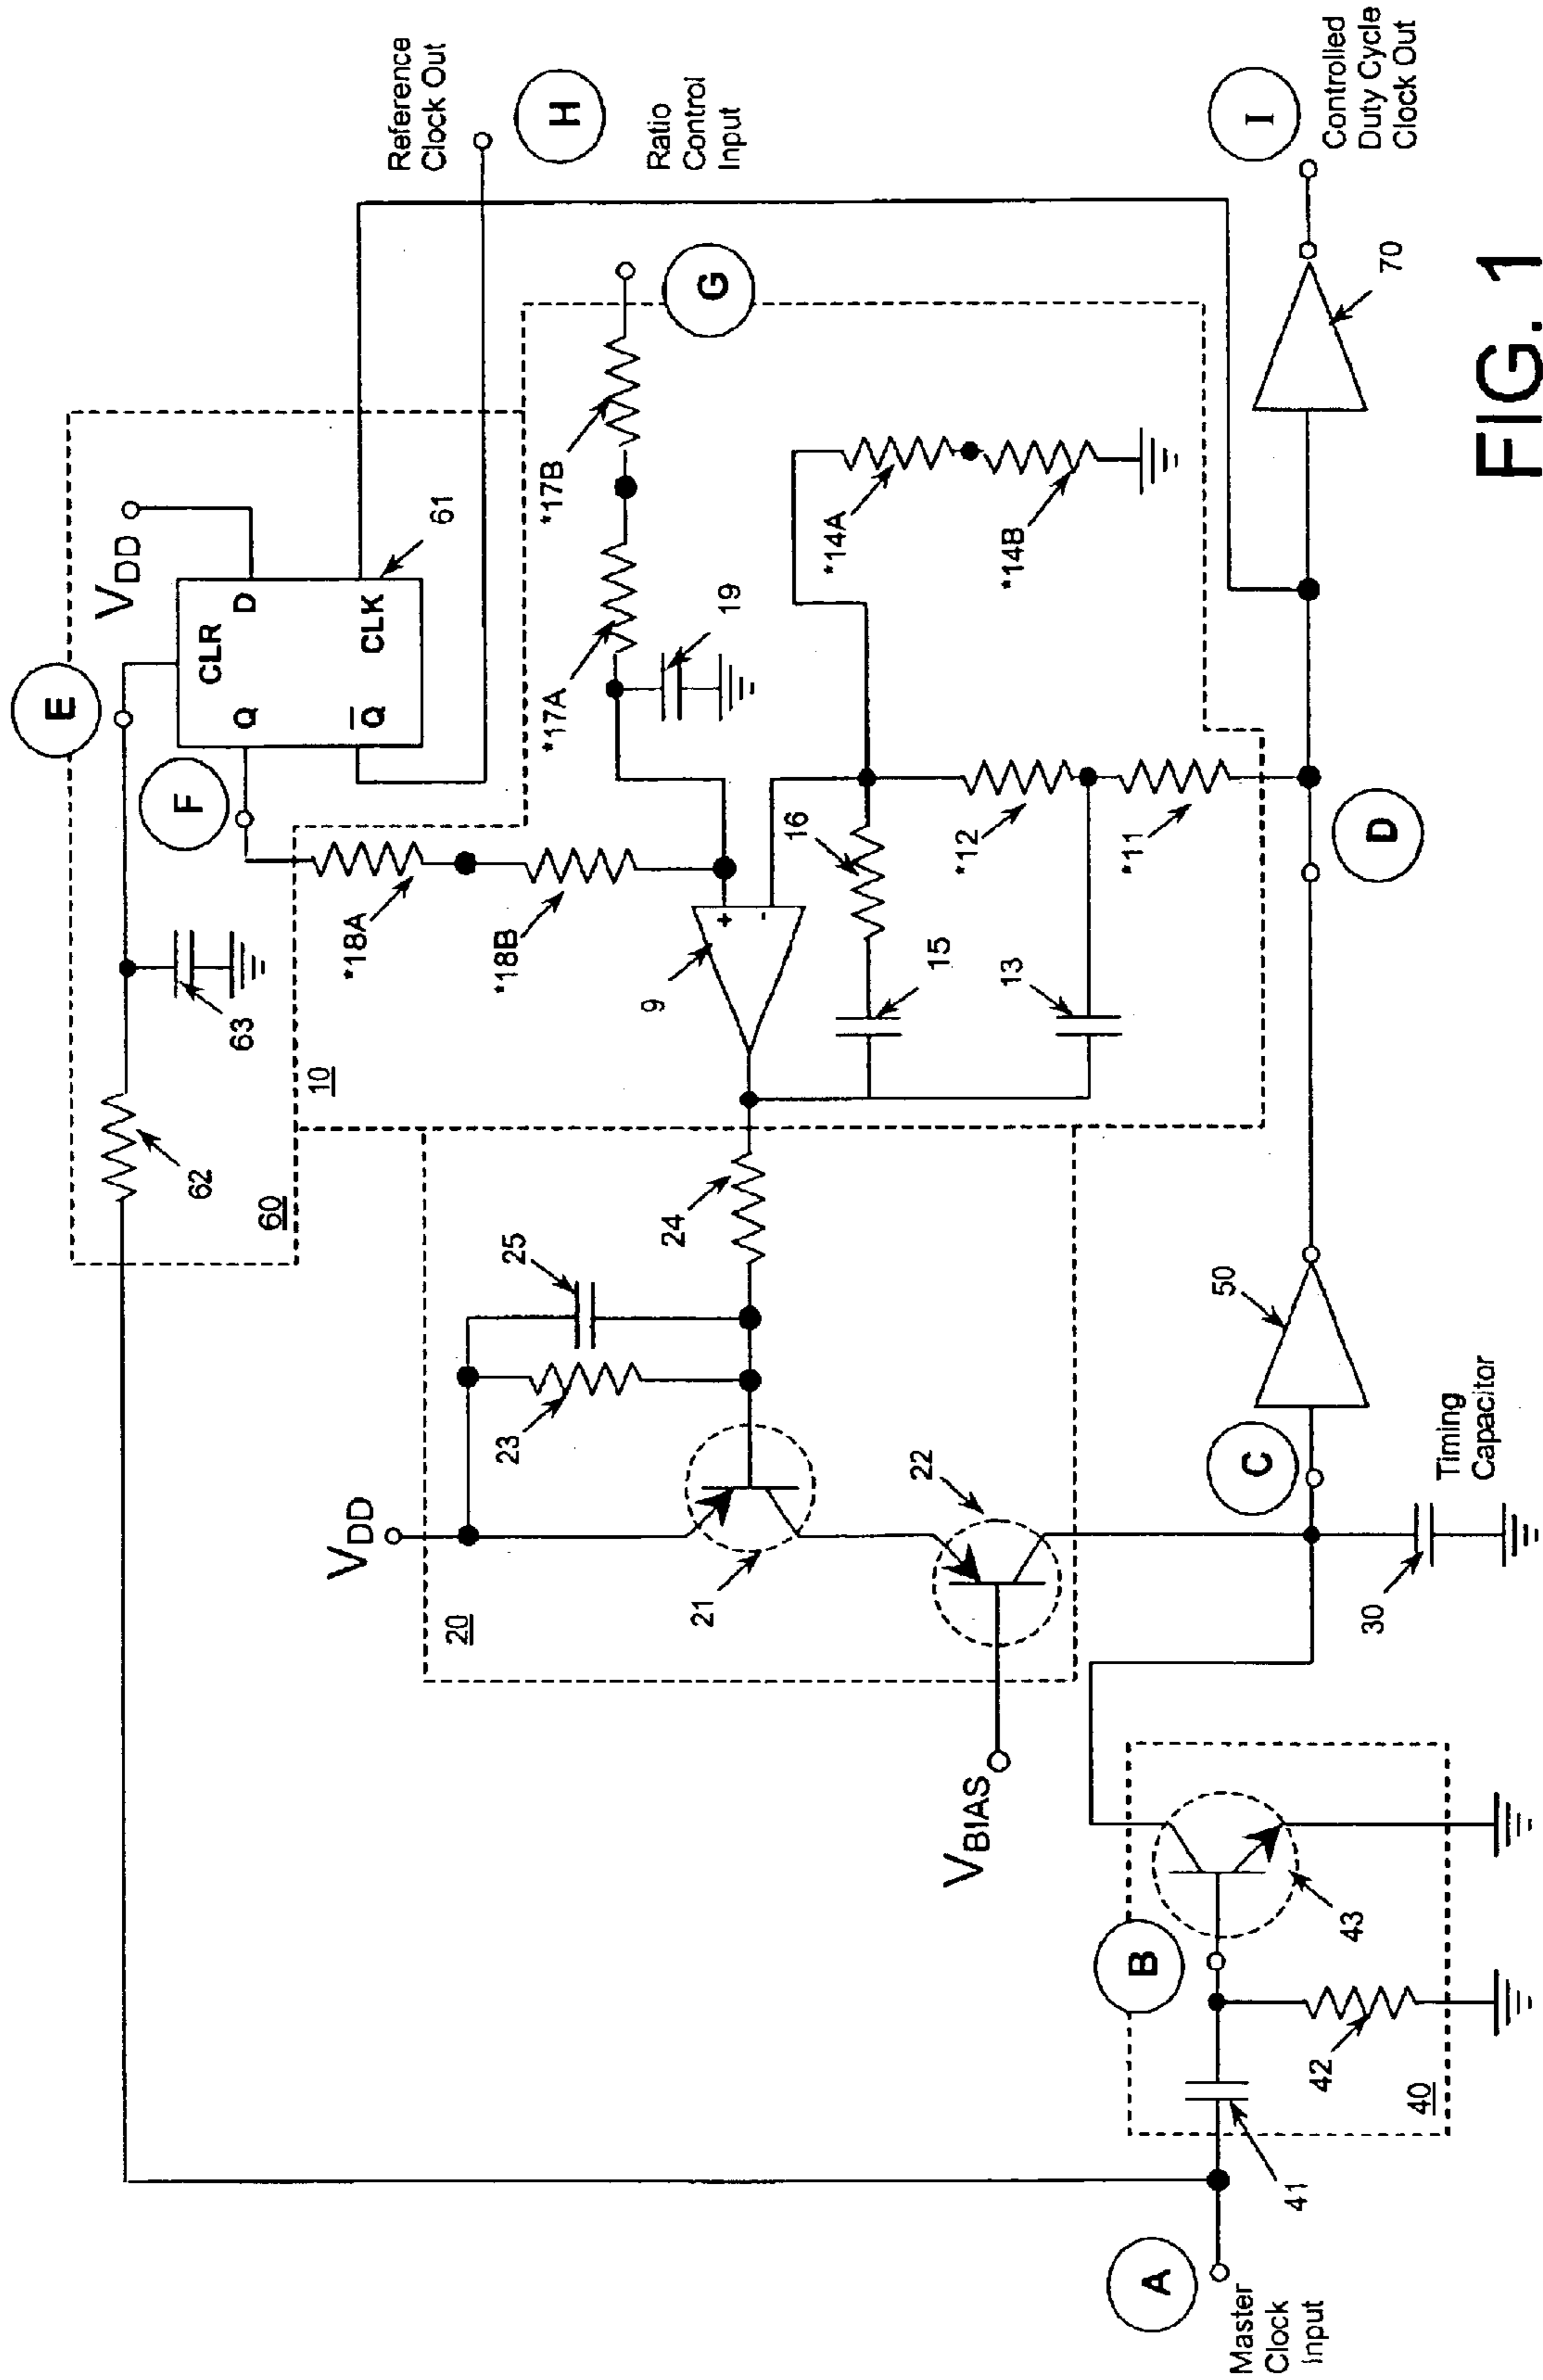 E
VDD
CLR
D
Q
CLK
Q
61
F
62
63
60
Reference
Clock Out
H
Ratio
Control
Input
*18A
*18B
10
*17A
*17B
19
G
9
+
-
16
15
13
*12
*11
*14A
*14B
VDD
20
21
22
23
24
25
VBIAS
A
Master
Clock
Input
41
42
40
B
43
C
30
Timing
Capacitor
50
D
70
I
Controlled
Duty Cycle
Clock Out
FIG. 1